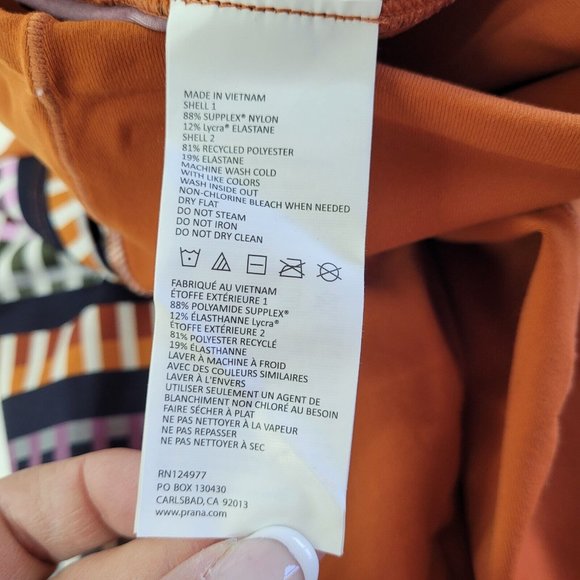 MADE IN VIETNAM
SHELL 1
88% SUPPLEX® NYLON
12% Lycra® ELASTANE
SHELL 2
81% RECYCLED POLYESTER
19% ELASTANE
MACHINE WASH COLD
WITH LIKE COLORS
WASH INSIDE OUT
NON-CHLORINE BLEACH WHEN NEEDED
DRY FLAT
DO NOT STEAM
DO NOT IRON
DO NOT DRY CLEAN
FABRIQUÉ AU VIETNAM
ÉTOFFE EXTÉRIEURE 1
88% POLYAMIDE SUPPLEX®
12% ÉLASTHANNE Lycra®
ÉTOFFE EXTÉRIEURE 2
81% POLYESTER RECYCLÉ
19% ÉLASTHANNE
LAVER À MACHINE À FROID
AVEC DES COULEURS SIMILAIRES
LAVER À L'ENVERS
UTILISER SEULEMENT UN AGENT DE
BLANCHIMENT NON CHLORÉ AU BESOIN
FAIRE SÉCHER À PLAT
NE PAS NETTOYER À LA VAPEUR
NE PAS REPASSER
NE PAS NETTOYER À SEC
RN124977
PO BOX 130430
CARLSBAD, CA 92013
www.prana.com